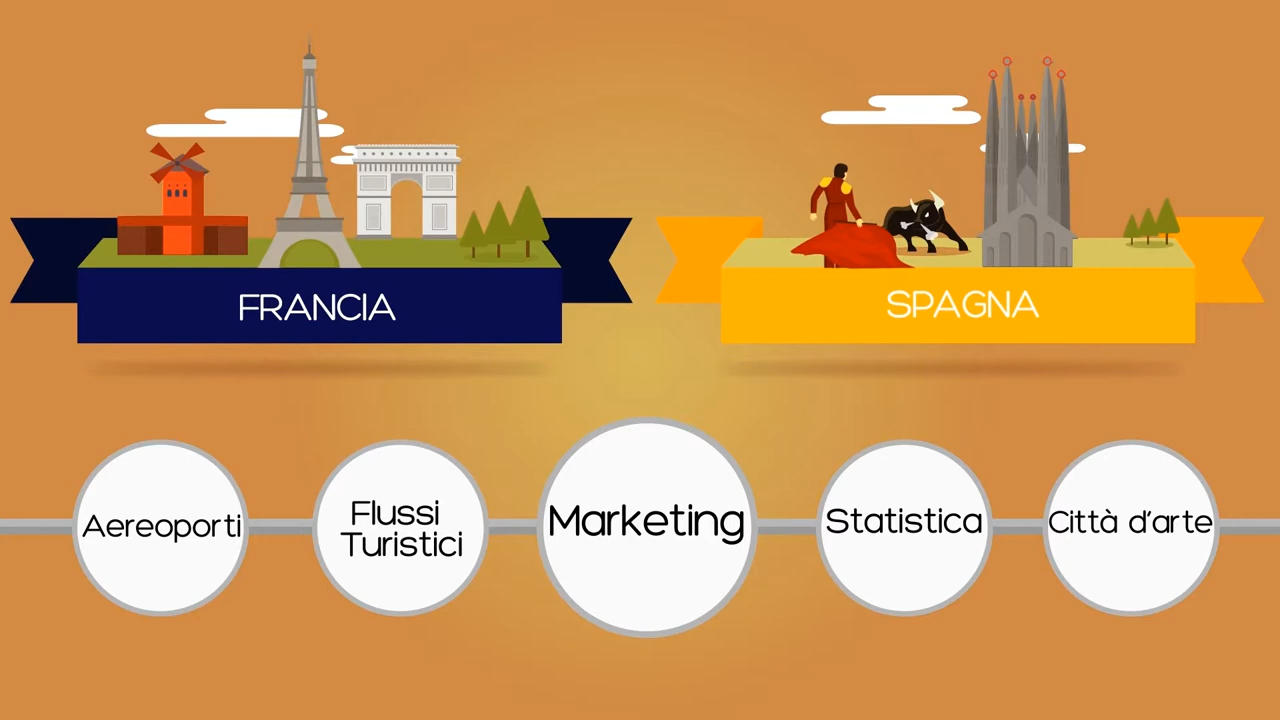 FRANCIA
SPAGNA
Aereoporti
Flussi
Turistici
Marketing
Statistica
Città d'arte